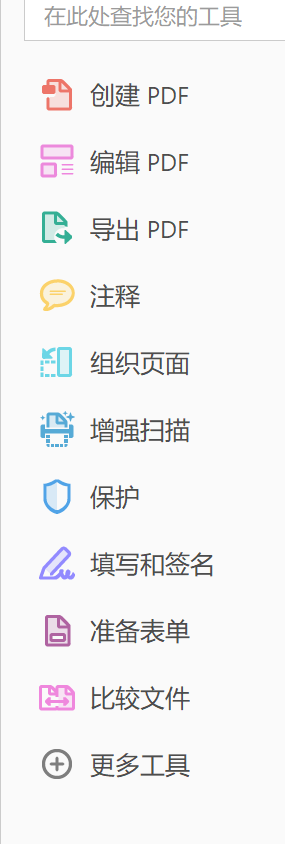 在此处查找您的工具
创建 PDF
编辑 PDF
导出 PDF
注释
组织页面
增强扫描
保护
填写和签名
准备表单
比较文件
更多工具